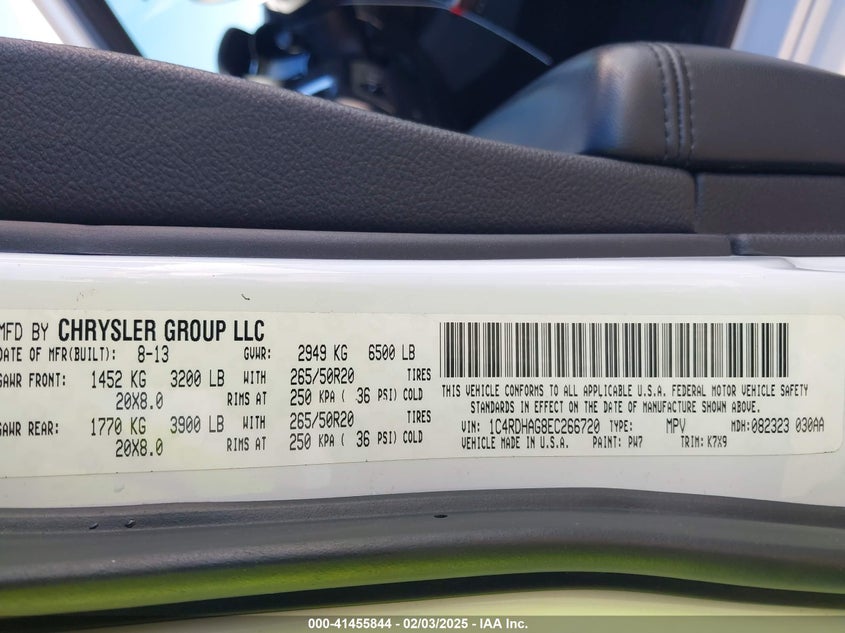 MFD BY CHRYSLER GROUP LLC
DATE OF MFR(BUILT): 8-13 GVWR: 2949 KG 6500 LB
GAWR FRONT: 1452 KG 3200 LB WITH 265/50R20 TIRES
20X8.0 RIMS AT 250 KPA ( 36 PSI) COLD
GAWR REAR: 1770 KG 3900 LB WITH 265/50R20 TIRES
20X8.0 RIMS AT 250 KPA ( 36 PSI) COLD
THIS VEHICLE CONFORMS TO ALL APPLICABLE U.S.A. FEDERAL MOTOR VEHICLE SAFETY
STANDARDS IN EFFECT ON THE DATE OF MANUFACTURE SHOWN ABOVE.
VIN: 1C4RDHAG8EC266720 TYPE: MPV MDH: 082323 030AA
VEHICLE MADE IN U.S.A. PAINT: PW7 TRIM: K7X9
000-41455844 / 02/03/2025 - IAA Inc.